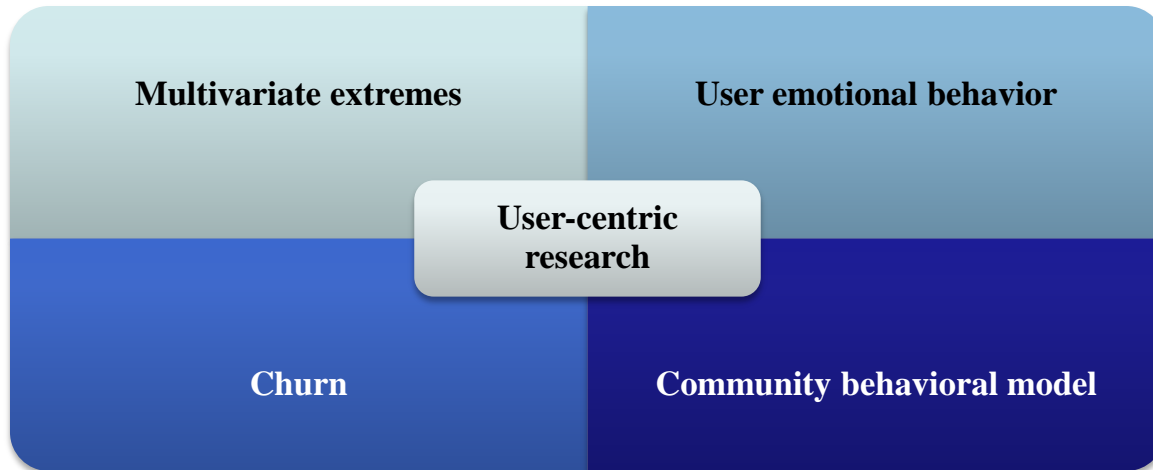 Multivariate extremes
User emotional behavior
User-centric
research
Churn
Community behavioral model